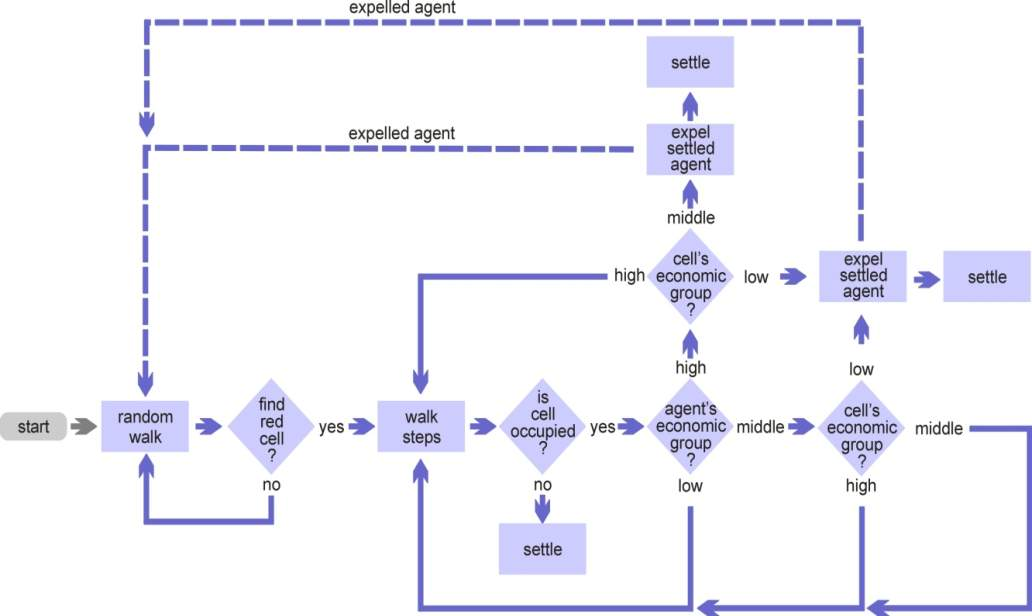 expelled agent
settle
expelled agent
expel
settled
agent
middle
high
cell's
economic
group
?
low
expel
settled
agent
settle
high
low
start
random
walk
find
red
cell
?
yes
walk
steps
is
cell
occupied
?
yes
agent's
economic
group
?
middle
cell's
economic
group
?
middle
no
no
low
high
settle